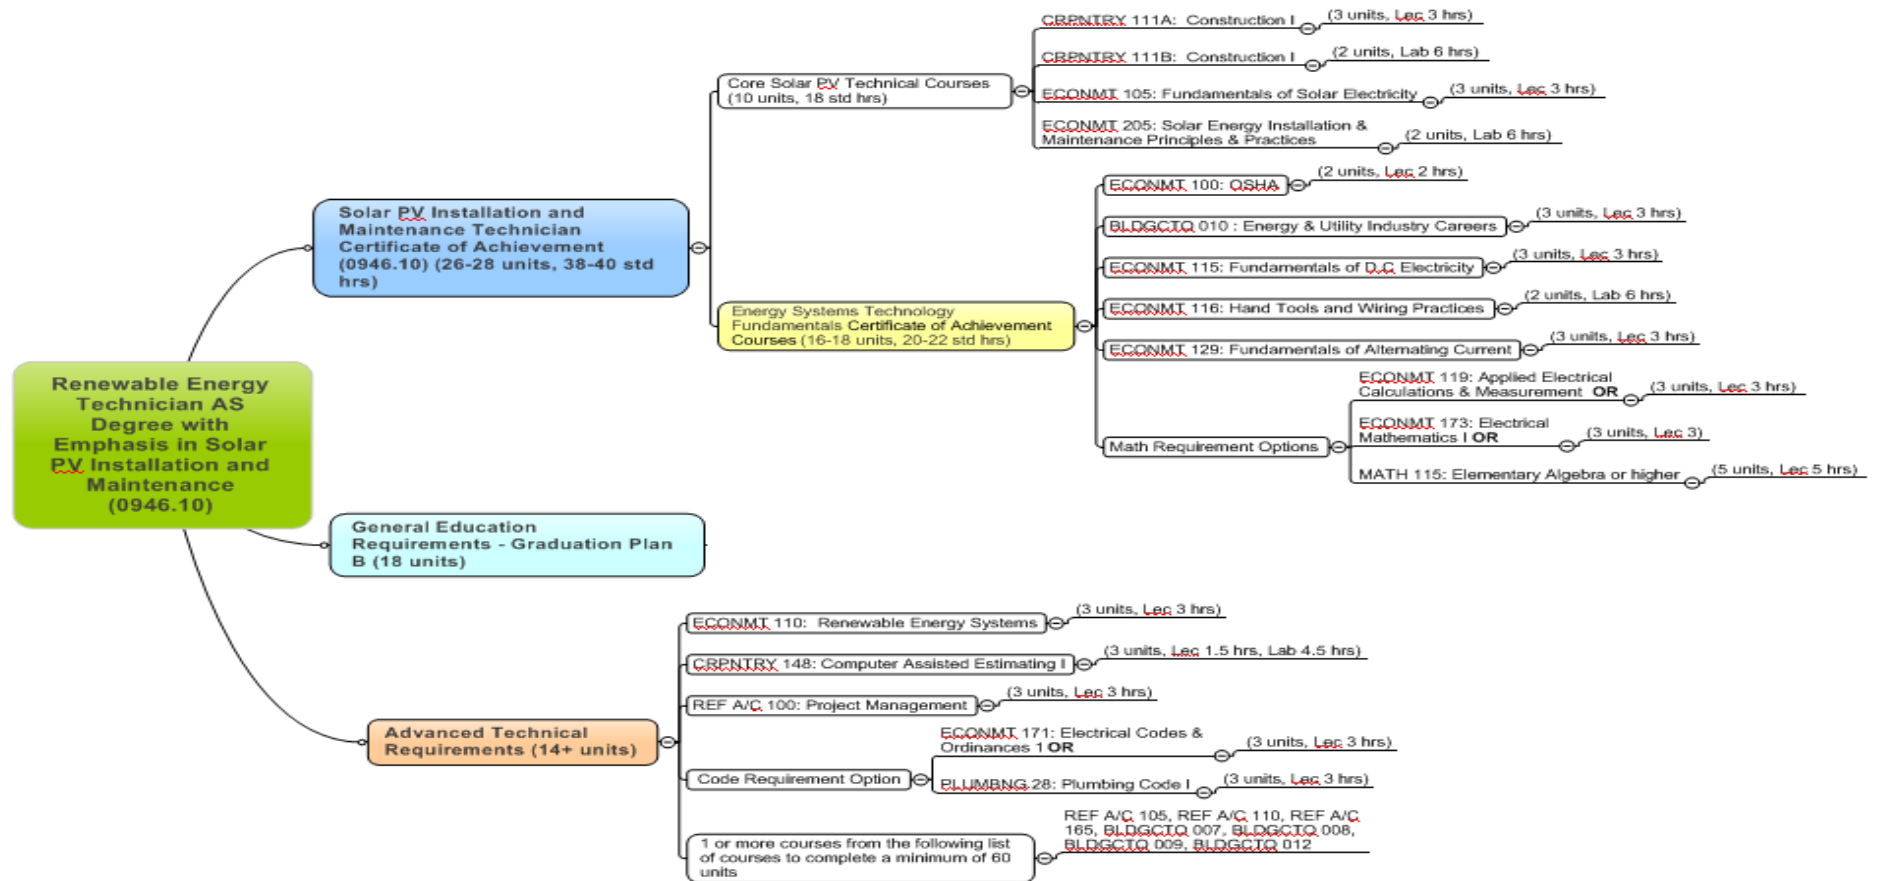 Renewable Energy
Technician AS
Degree with
Emphasis in Solar
PV Installation and
Maintenance
(0946.10)
Solar PV Installation and
Maintenance Technician
Certificate of Achievement
(0946.10) (26-28 units, 38-40 std
hrs)
Core Solar PV Technical Courses
(10 units, 18 std hrs)
CRPNTRY 111A:  Construction I
(3 units, Lec 3 hrs)
CRPNTRY 111B:  Construction I
(2 units, Lab 6 hrs)
ECONMT 105: Fundamentals of Solar Electricity
(3 units, Lec 3 hrs)
ECONMT 205: Solar Energy Installation &
Maintenance Principles & Practices
(2 units, Lab 6 hrs)
Energy Systems Technology
Fundamentals Certificate of Achievement
Courses (16-18 units, 20-22 std hrs)
ECONMT 100: OSHA
(2 units, Lec 2 hrs)
BLDGCTQ 010 : Energy & Utility Industry Careers
(3 units, Lec 3 hrs)
ECONMT 115: Fundamentals of D.C Electricity
(3 units, Lec 3 hrs)
ECONMT 116: Hand Tools and Wiring Practices
(2 units, Lab 6 hrs)
ECONMT 129: Fundamentals of Alternating Current
(3 units, Lec 3 hrs)
Math Requirement Options
ECONMT 119: Applied Electrical
Calculations & Measurement  OR
(3 units, Lec 3 hrs)
ECONMT 173: Electrical
Mathematics I OR
(3 units, Lec 3)
MATH 115: Elementary Algebra or higher
(5 units, Lec 5 hrs)
General Education
Requirements - Graduation Plan
B (18 units)
Advanced Technical
Requirements (14+ units)
ECONMT 110:  Renewable Energy Systems
(3 units, Lec 3 hrs)
CRPNTRY 148: Computer Assisted Estimating I
(3 units, Lec 1.5 hrs, Lab 4.5 hrs)
REF A/C 100: Project Management
(3 units, Lec 3 hrs)
Code Requirement Option
ECONMT 171: Electrical Codes &
Ordinances 1 OR
(3 units, Lec 3 hrs)
PLUMBNG 28: Plumbing Code I
(3 units, Lec 3 hrs)
1 or more courses from the following list
of courses to complete a minimum of 60
units
REF A/C 105, REF A/C 110, REF A/C
165, BLDGCTQ 007, BLDGCTQ 008,
BLDGCTQ 009, BLDGCTQ 012